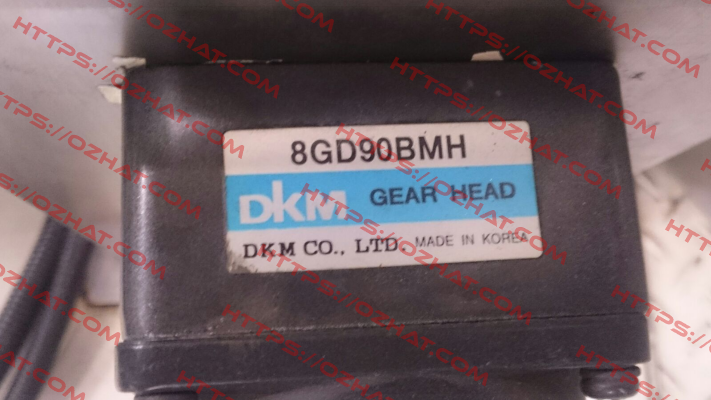 8GD90BMH
DKM GEAR HEAD
DKM CO., LTD. MADE IN KOREA
HTTPS://OZHAT.COM